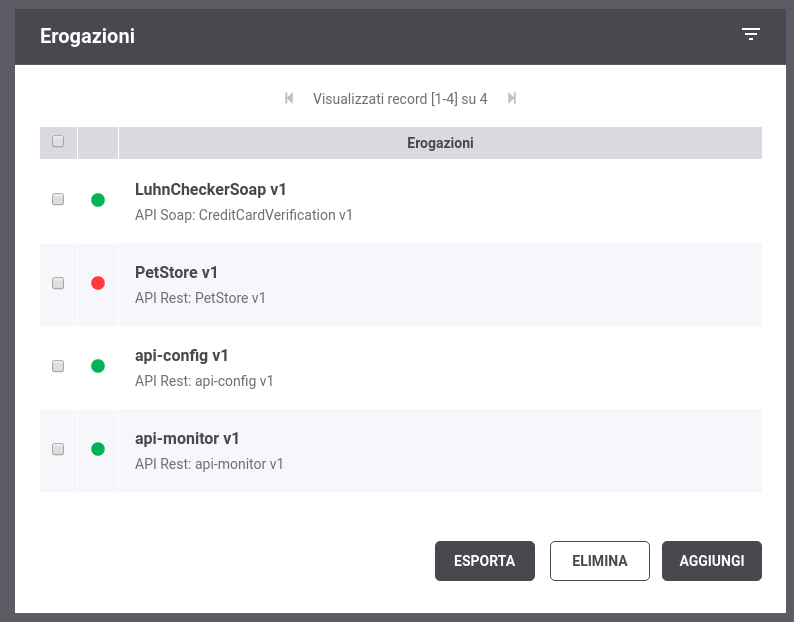 Erogazioni
Visualizzati record [1-4] su 4
Erogazioni
LuhnCheckerSoap v1
API Soap: CreditCardVerification v1
PetStore v1
API Rest: PetStore v1
api-config v1
API Rest: api-config v1
api-monitor v1
API Rest: api-monitor v1
ESPORTA
ELIMINA
AGGIUNGI